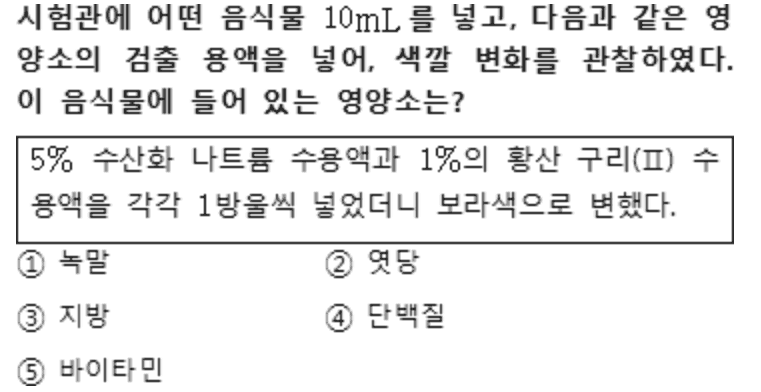 시험관에 어떤 음식물 10mL를 넣고, 다음과 같은 영
양소의 검출 용액을 넣어, 색깔 변화를 관찰하였다.
이 음식물에 들어 있는 영양소는?
5% 수산화 나트륨 수용액과 1%의 황산 구리(Ⅱ) 수
용액을 각각 1방울씩 넣었더니 보라색으로 변했다.
① 녹말 ② 엿당
③ 지방 ④ 단백질
⑤ 바이타민